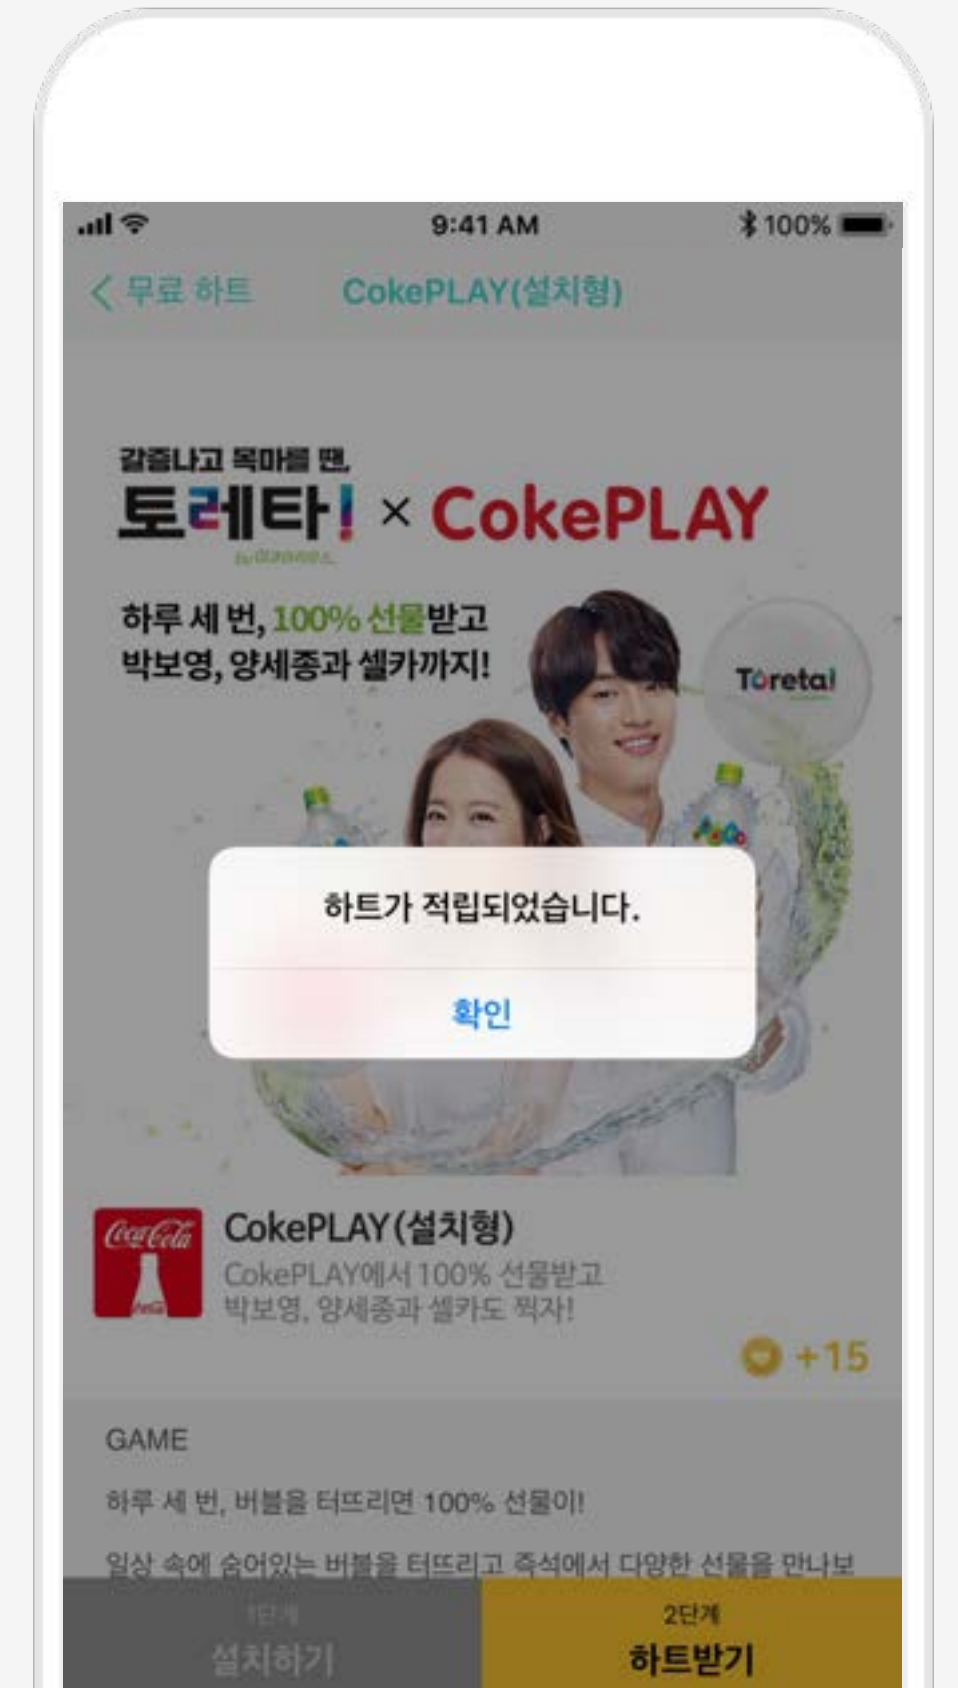 9:41 AM
100%
무료 하트
CokePLAY(설치형)
갈증나고 목마를 땐,
토레타! × CokePLAY
by
하루 세 번, 100% 선물받고
박보영, 양세종과 셀카까지!
Toreta!
하트가 적립되었습니다.
확인
Coca-Cola
CokePLAY(설치형)
CokePLAY에서 100% 선물받고
박보영, 양세종과 셀카도 찍자!
+15
GAME
하루 세 번, 버블을 터뜨리면 100% 선물이!
일상 속에 숨어있는 버블을 터뜨리고 즉석에서 다양한 선물을 만나보
1단계
설치하기
2단계
하트받기